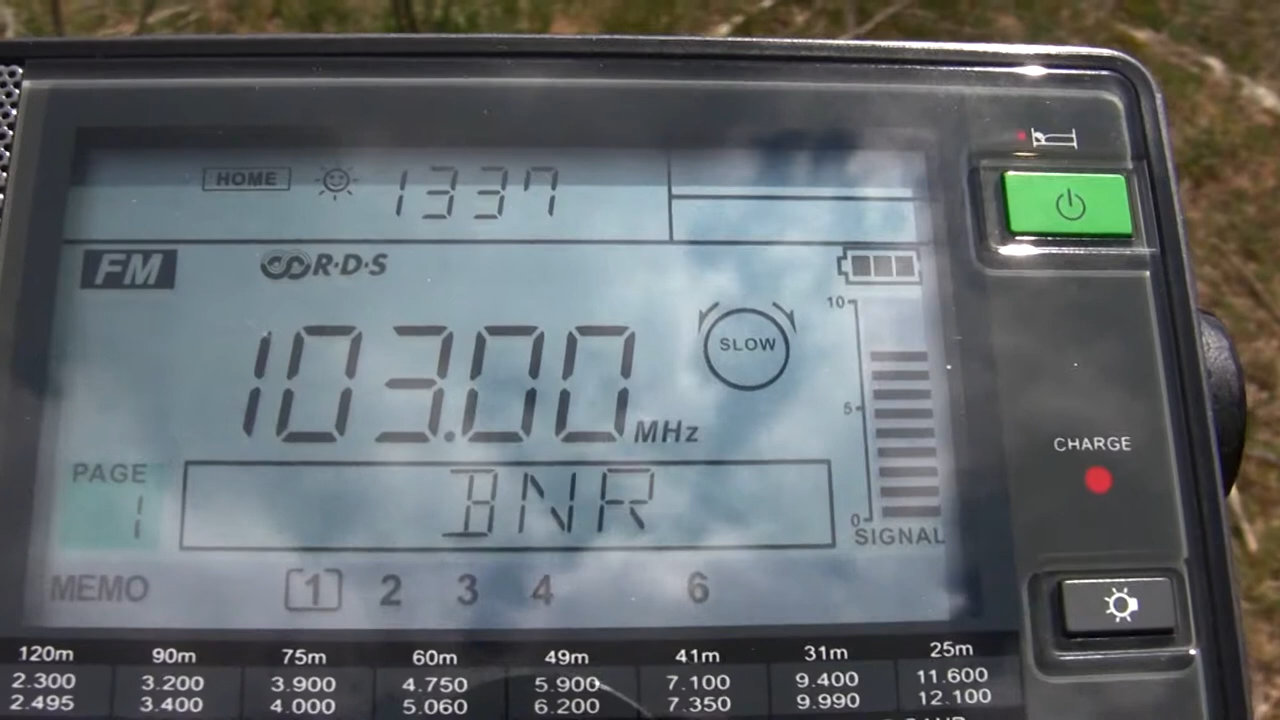 HOME 1337
FM R·D·S
10
SLOW
103.00 MHz
5
CHARGE
PAGE
1
BNR
0
SIGNAL
MEMO 1 2 3 4 6
120m 90m 75m 60m 49m 41m 31m 25m
2.300 3.200 3.900 4.750 5.900 7.100 9.400 11.600
2.495 3.400 4.000 5.060 6.200 7.350 9.990 12.100